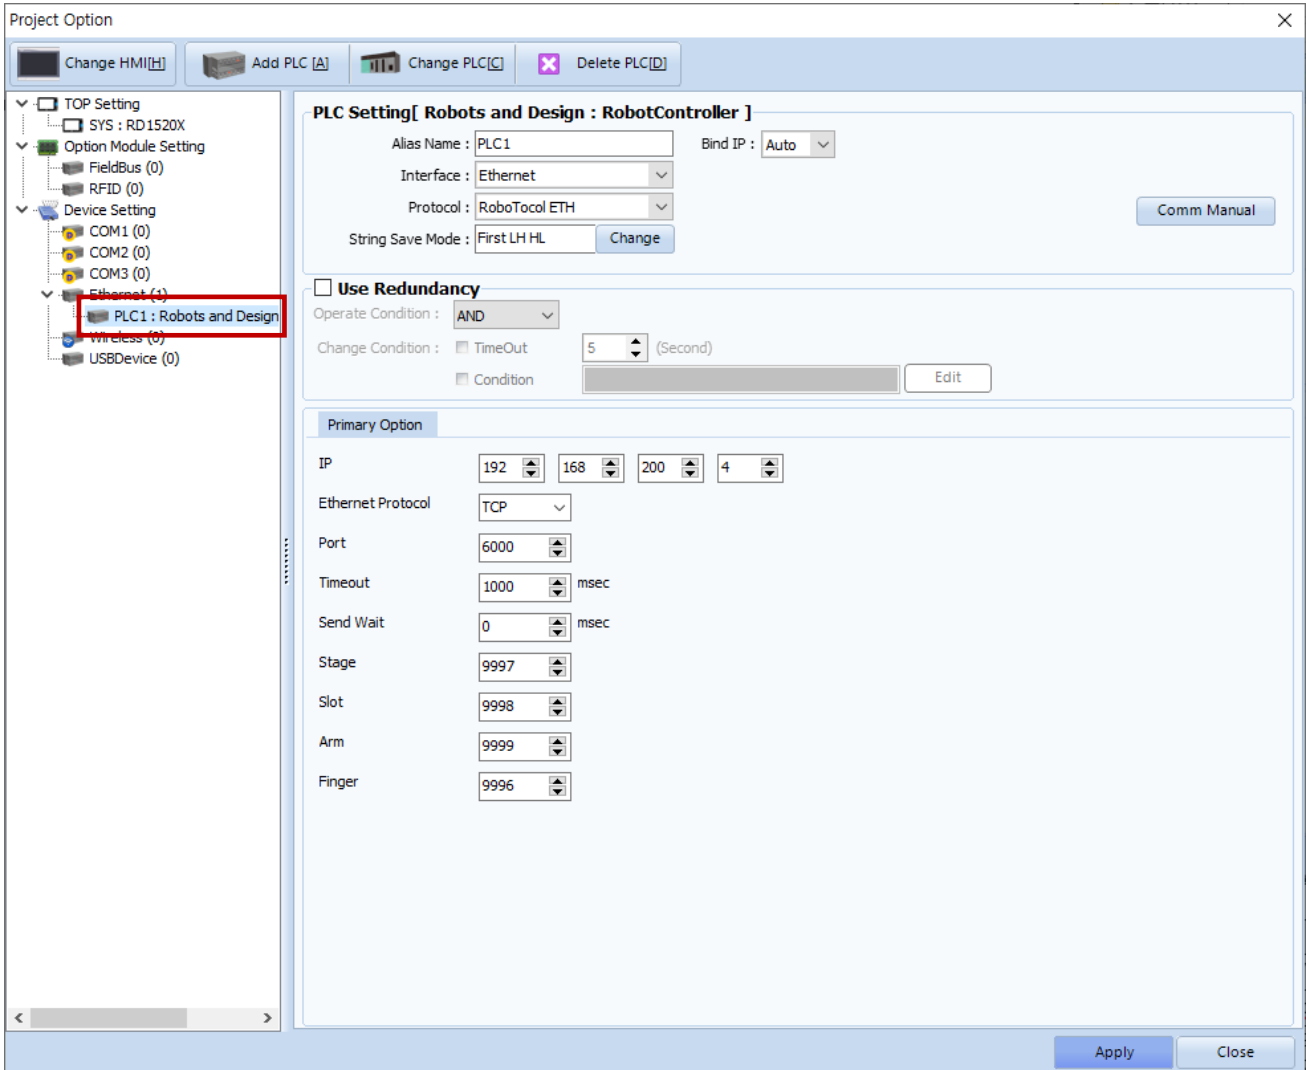 Project Option
Change HMI[H]
Add PLC [A]
Change PLC[C]
Delete PLC[D]
TOP Setting
SYS : RD1520X
Option Module Setting
FieldBus (0)
RFID (0)
Device Setting
COM1 (0)
COM2 (0)
COM3 (0)
Ethernet (1)
PLC1 : Robots and Design
Wireless (0)
USBDevice (0)
PLC Setting[ Robots and Design : RobotController ]
Alias Name : PLC1
Bind IP : Auto
Interface : Ethernet
Protocol : RoboTocol ETH
Comm Manual
String Save Mode : First LH HL
Change
Use Redundancy
Operate Condition : AND
Change Condition : TimeOut 5 (Second)
Condition
Edit
Primary Option
IP 192 168 200 4
Ethernet Protocol TCP
Port 6000
Timeout 1000 msec
Send Wait 0 msec
Stage 9997
Slot 9998
Arm 9999
Finger 9996
Apply
Close